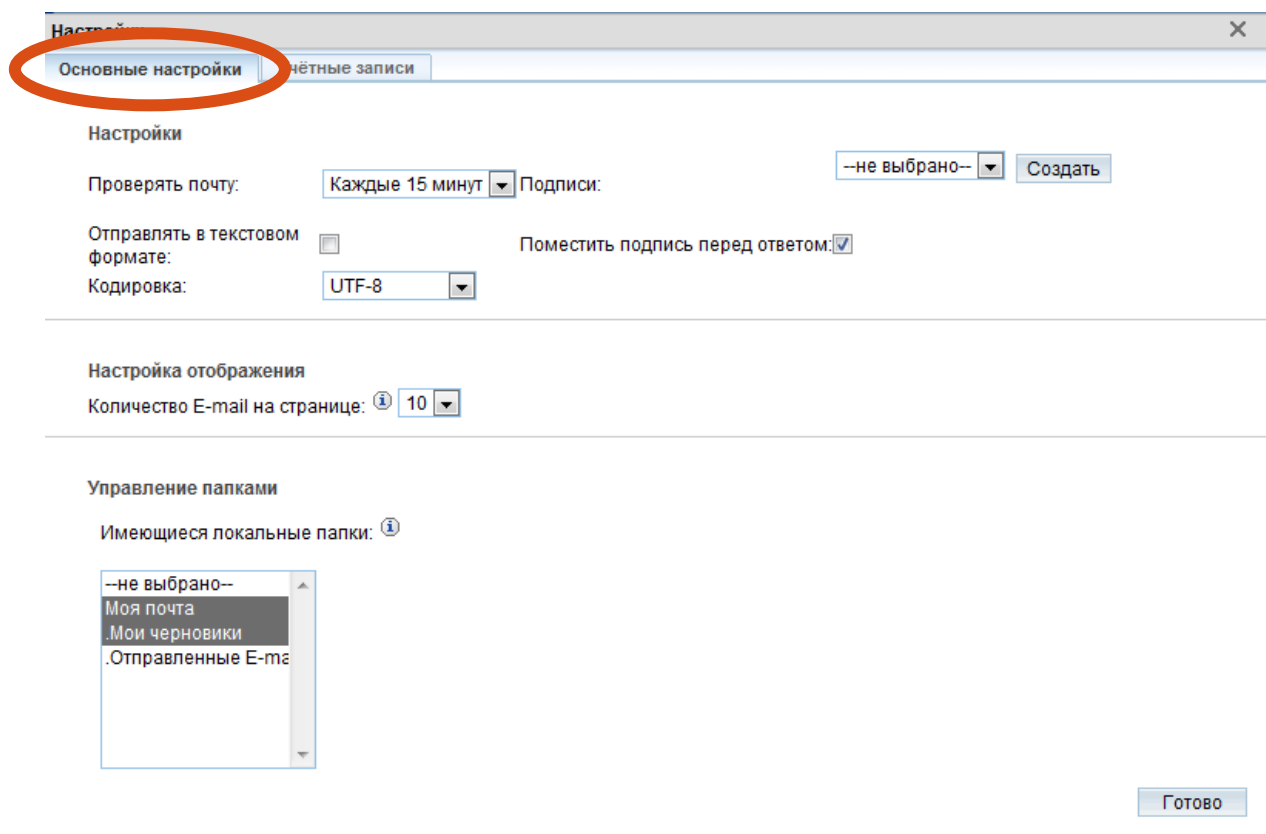 Настройки
Основные настройки
Учётные записи
Настройки
Проверять почту:
Каждые 15 минут
Подписи:
--не выбрано--
Создать
Отправлять в текстовом
формате:
Поместить подпись перед ответом:
Кодировка:
UTF-8
Настройка отображения
Количество E-mail на странице:
10
Управление папками
Имеющиеся локальные папки:
--не выбрано--
Моя почта
.Мои черновики
.Отправленные E-ma
Готово